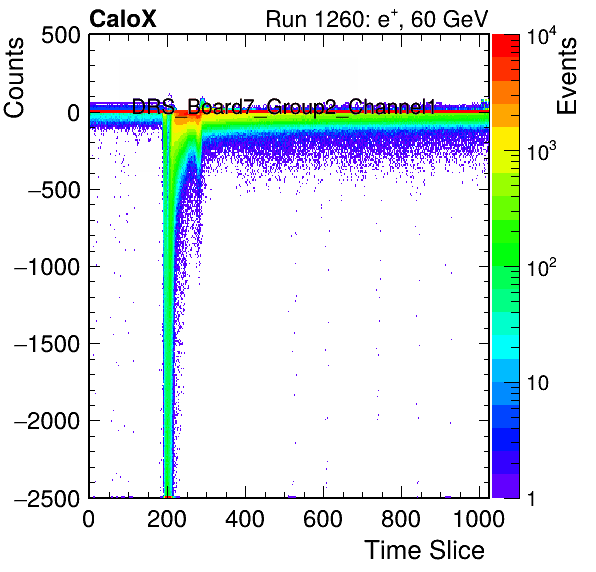 CaloX Run 1260: e⁺, 60 GeV
Counts
Events
DRS_Board7_Group2_Channel1
500
0
−500
−1000
−1500
−2000
−2500
0 200 400 600 800 1000
Time Slice
10⁴
10³
10²
10
1